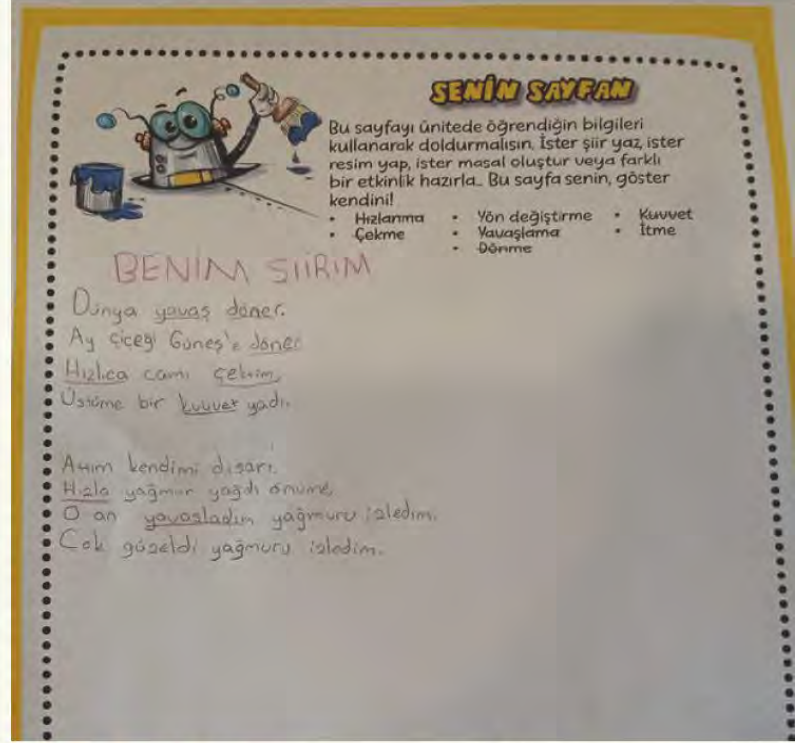 SENİN SAYFAN
Bu sayfayı ünitede öğrendiğin bilgileri
kullanarak doldurmalısın. İster şiir yaz, ister
resim yap, ister masal oluştur veya farklı
bir etkinlik hazırla. Bu sayfa senin, göster
kendini!
• Hızlanma • Yön değiştirme • Kuvvet
• Çekme • Yavaşlama • İtme
• Dönme
BENİM SİİRİM
Dünya yavaş döner.
Ay çiçeği Güneş'e döner
Hızlıca camı çektim,
Üstüme bir kuvvet yadı.
Attım kendimi dışarı.
Hızla yağmur yağdı önüme,
O an yavasladım yağmuru izledim.
Cok güzeldi yağmuru izledim.